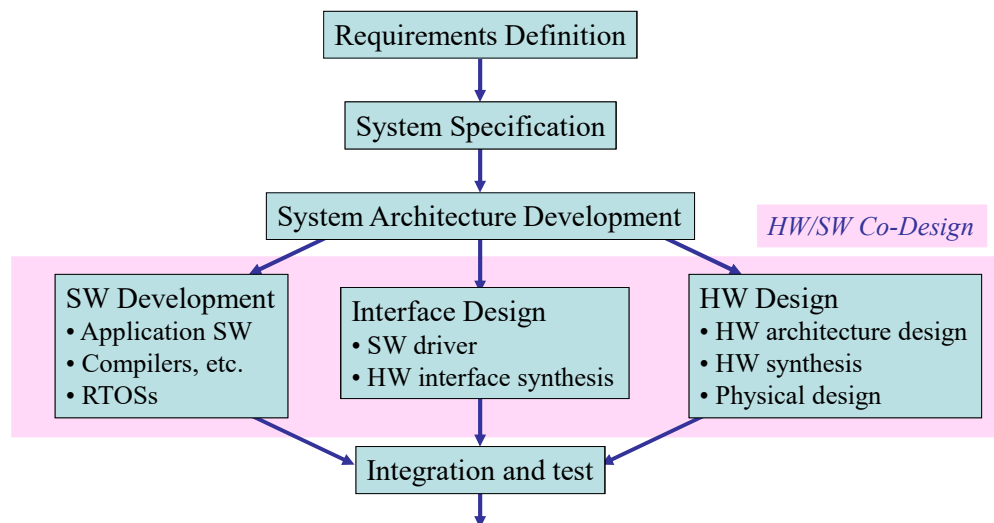 Requirements Definition
System Specification
System Architecture Development
HW/SW Co-Design
SW Development
• Application SW
• Compilers, etc.
• RTOSs
Interface Design
• SW driver
• HW interface synthesis
HW Design
• HW architecture design
• HW synthesis
• Physical design
Integration and test